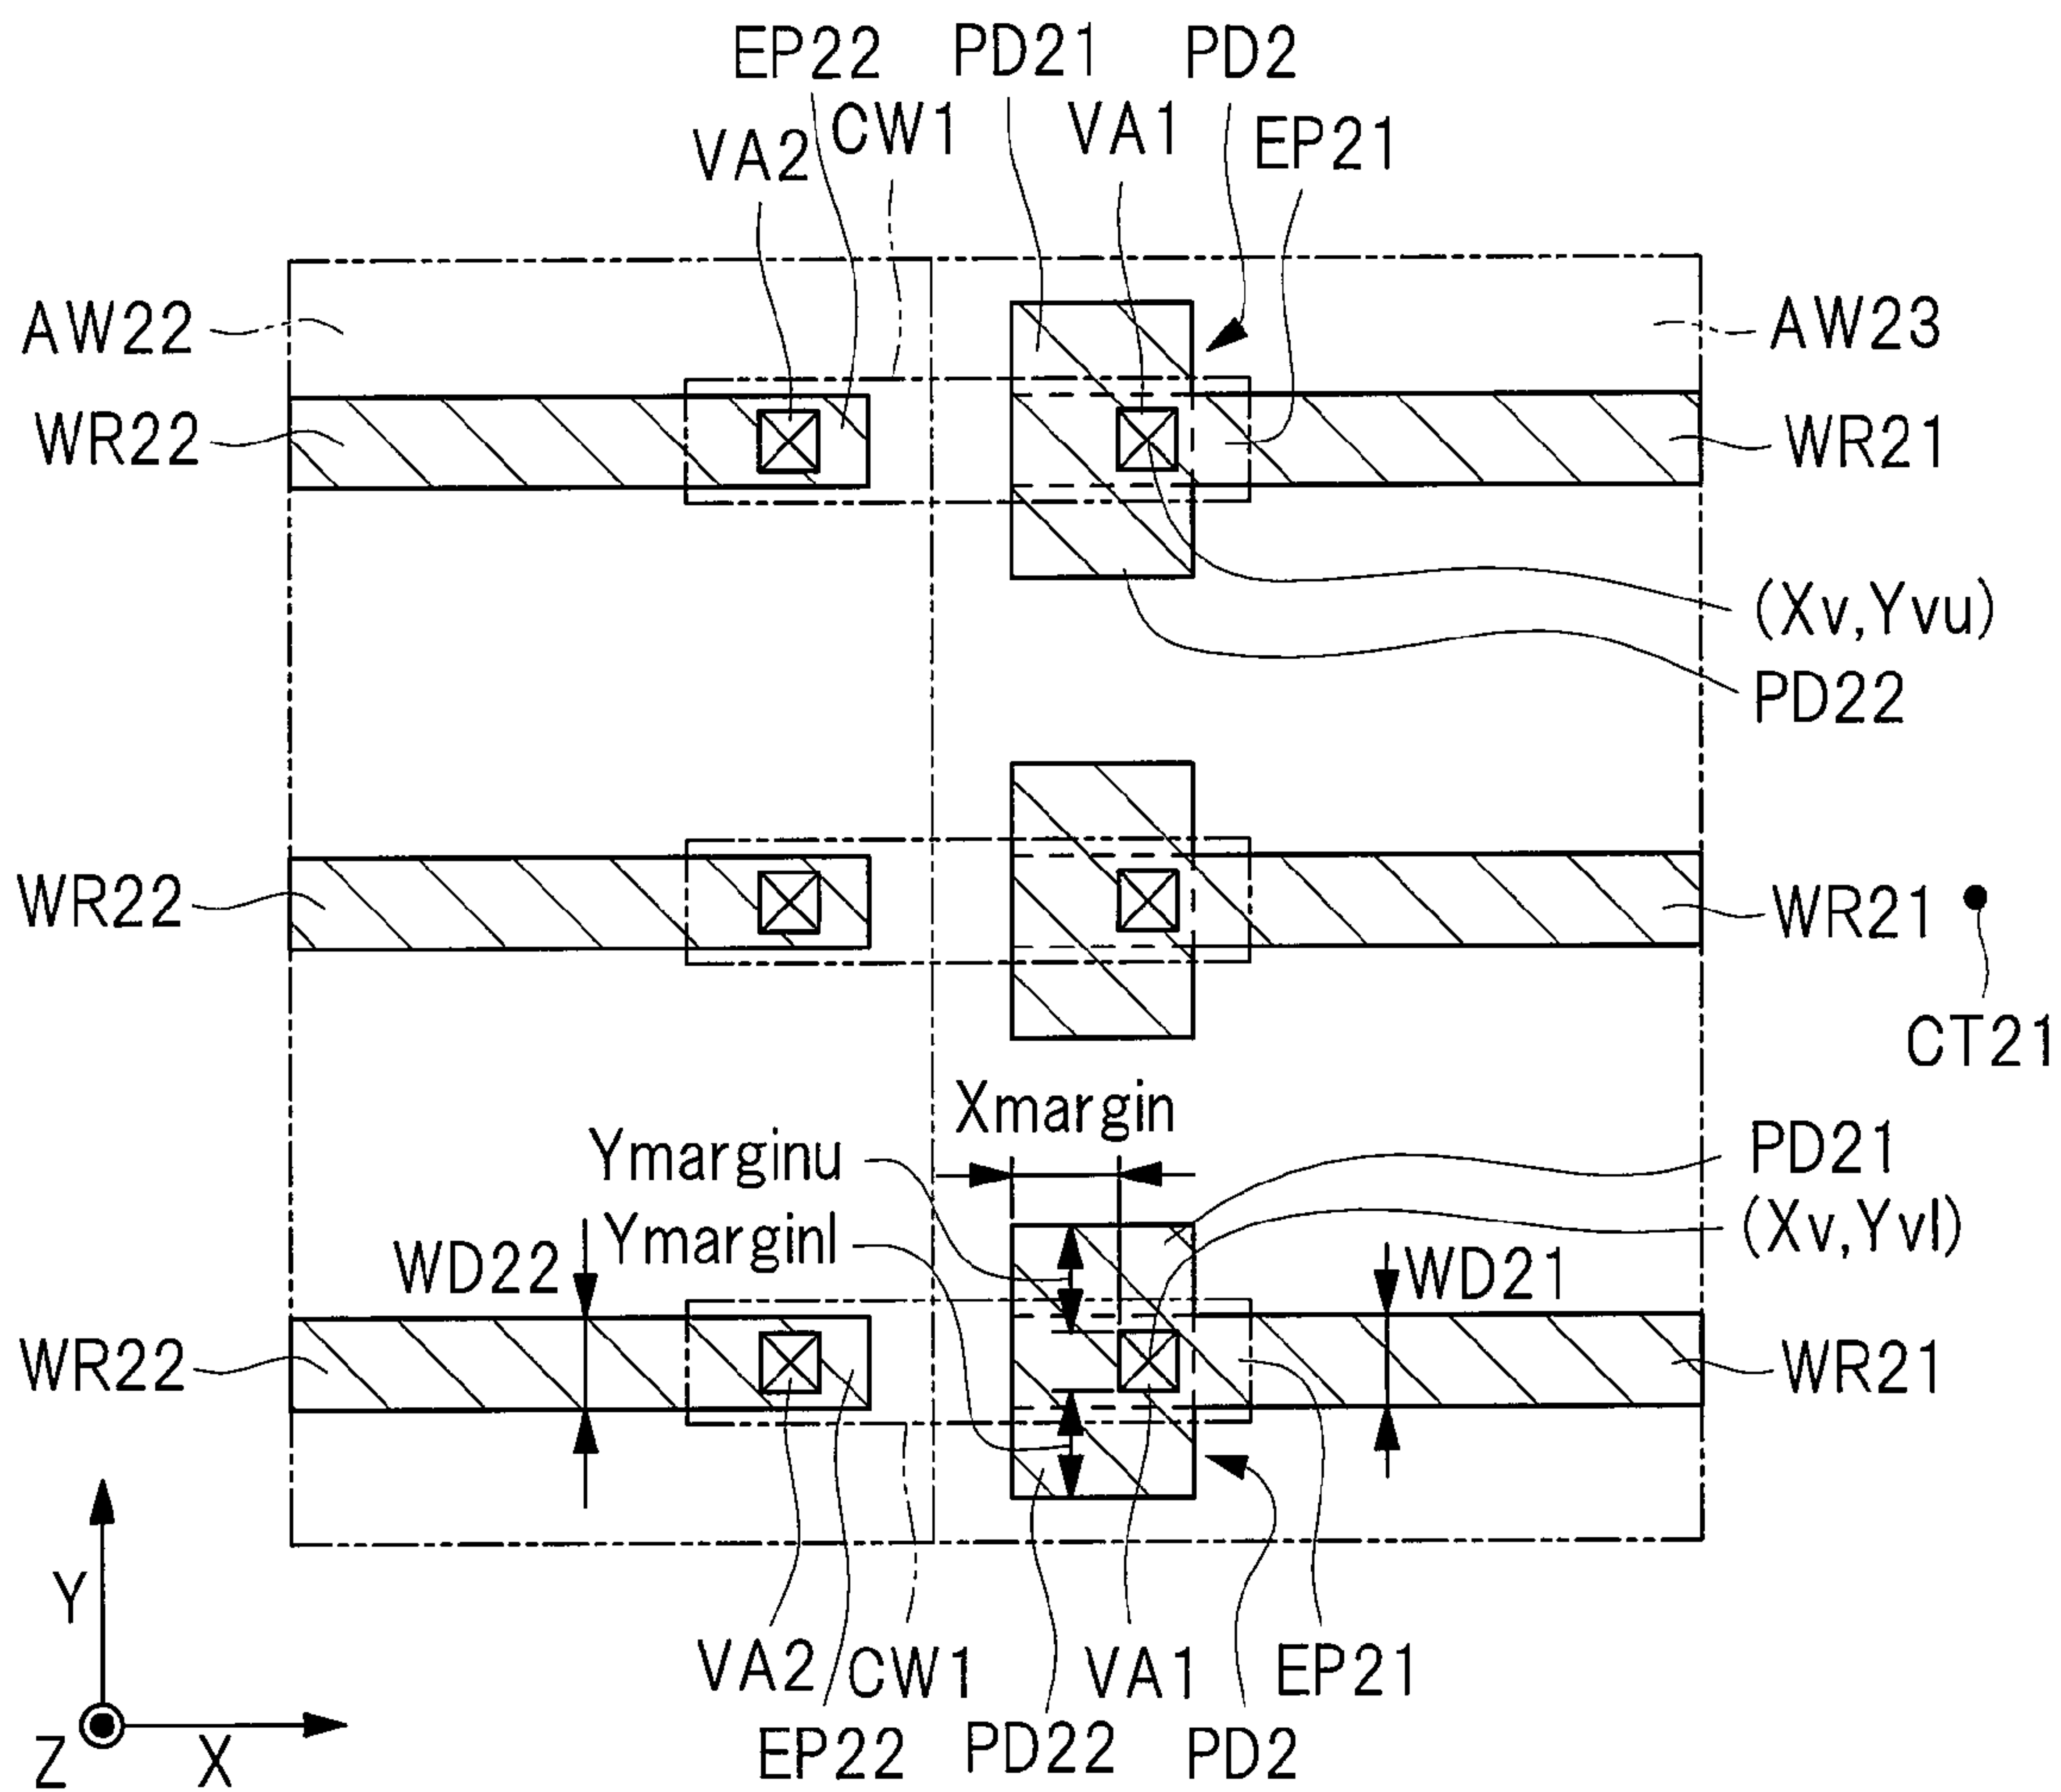 EP22 PD21 PD2
VA2 CW1 VA1 EP21
AW22 AW23
WR22 WR21
(Xv,Yvu)
PD22
WR22 WR21
CT21
Xmargin
Ymarginu PD21
Ymarginl (Xv,Yvl)
WD22 WD21
WR22 WR21
Y
VA2 CW1 VA1 EP21
Z X EP22 PD22 PD2